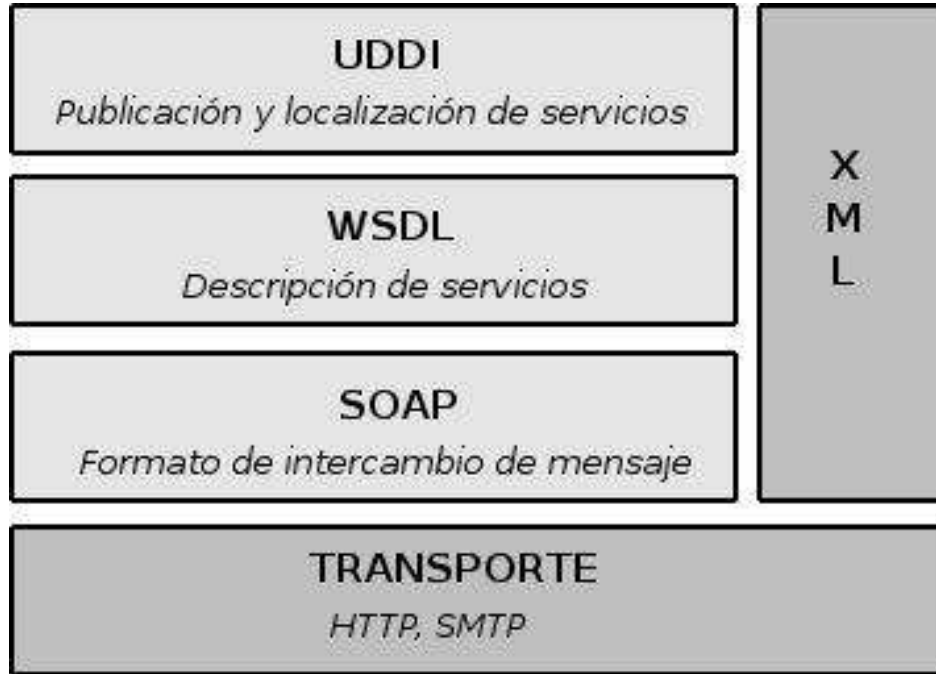 UDDI
Publicación y localización de servicios
WSDL
Descripción de servicios
SOAP
Formato de intercambio de mensaje
X
M
L
TRANSPORTE
HTTP, SMTP